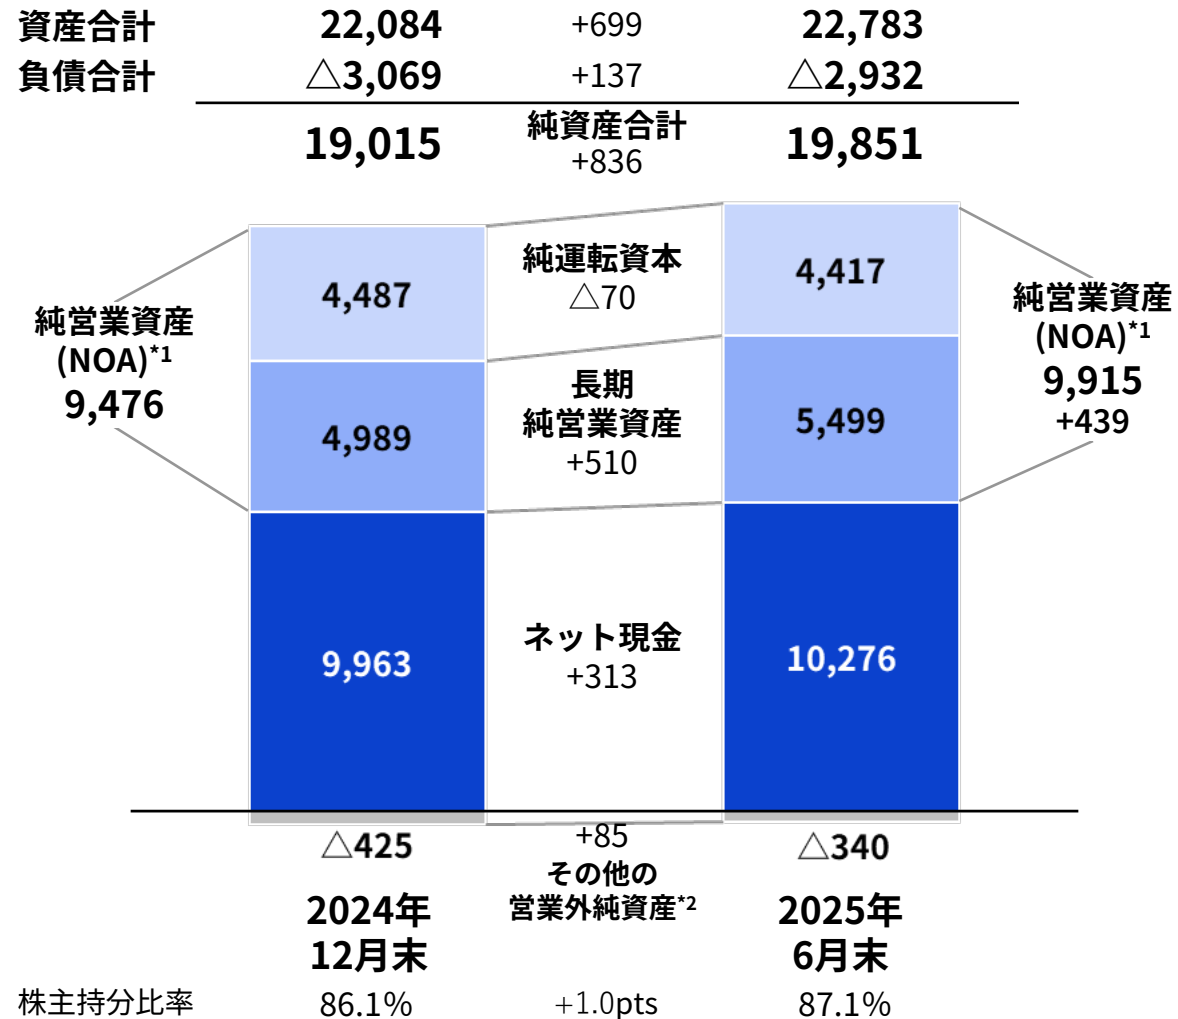 資産合計 22,084 +699 22,783
負債合計 △3,069 +137 △2,932
19,015 純資産合計 19,851
+836
4,487 純運転資本 4,417
△70
純営業資産
(NOA)*1
9,476
純営業資産
(NOA)*1
9,915
+439
4,989 長期 5,499
純営業資産
+510
9,963 ネット現金 10,276
+313
△425 +85 △340
その他の
営業外純資産*2
2024年
12月末
2025年
6月末
株主持分比率 86.1% +1.0pts 87.1%